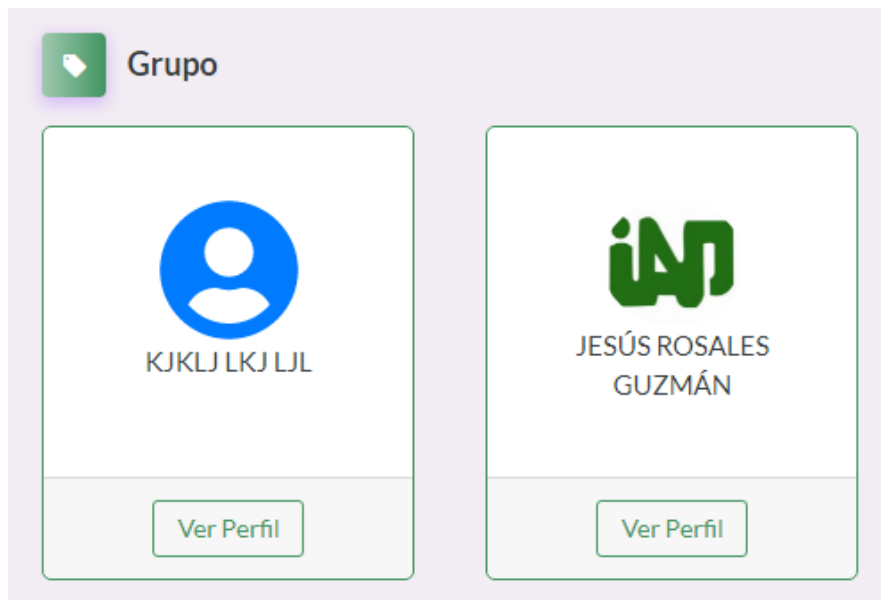 Grupo
KJKLJ LKJ LJL
JESÚS ROSALES
GUZMÁN
Ver Perfil
Ver Perfil